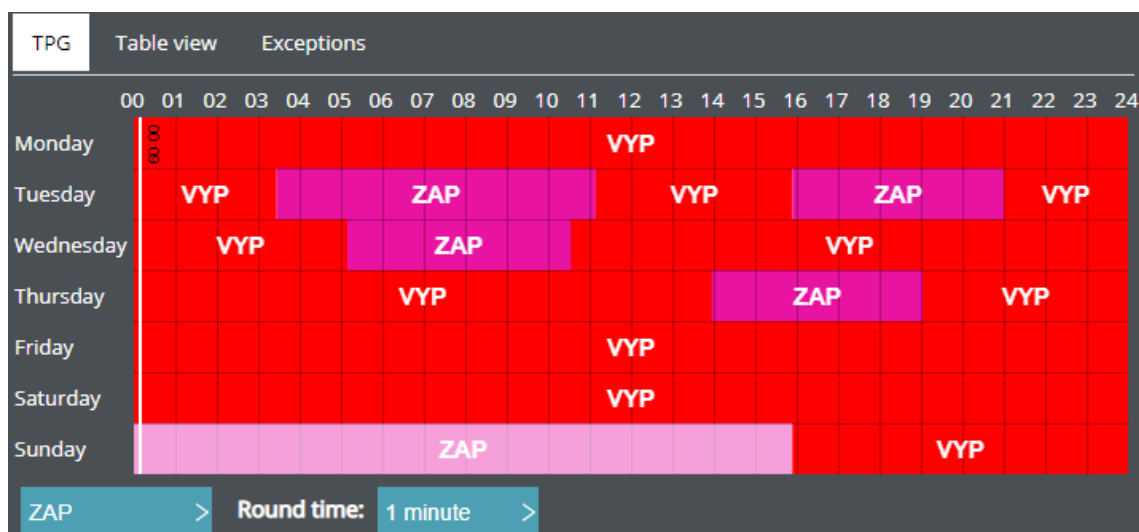 TPG Table view Exceptions
00 01 02 03 04 05 06 07 08 09 10 11 12 13 14 15 16 17 18 19 20 21 22 23 24
Monday 00:00 VYP
Tuesday VYP ZAP VYP ZAP VYP
Wednesday VYP ZAP VYP
Thursday VYP ZAP VYP
Friday VYP
Saturday VYP
Sunday ZAP VYP
ZAP > Round time: 1 minute >